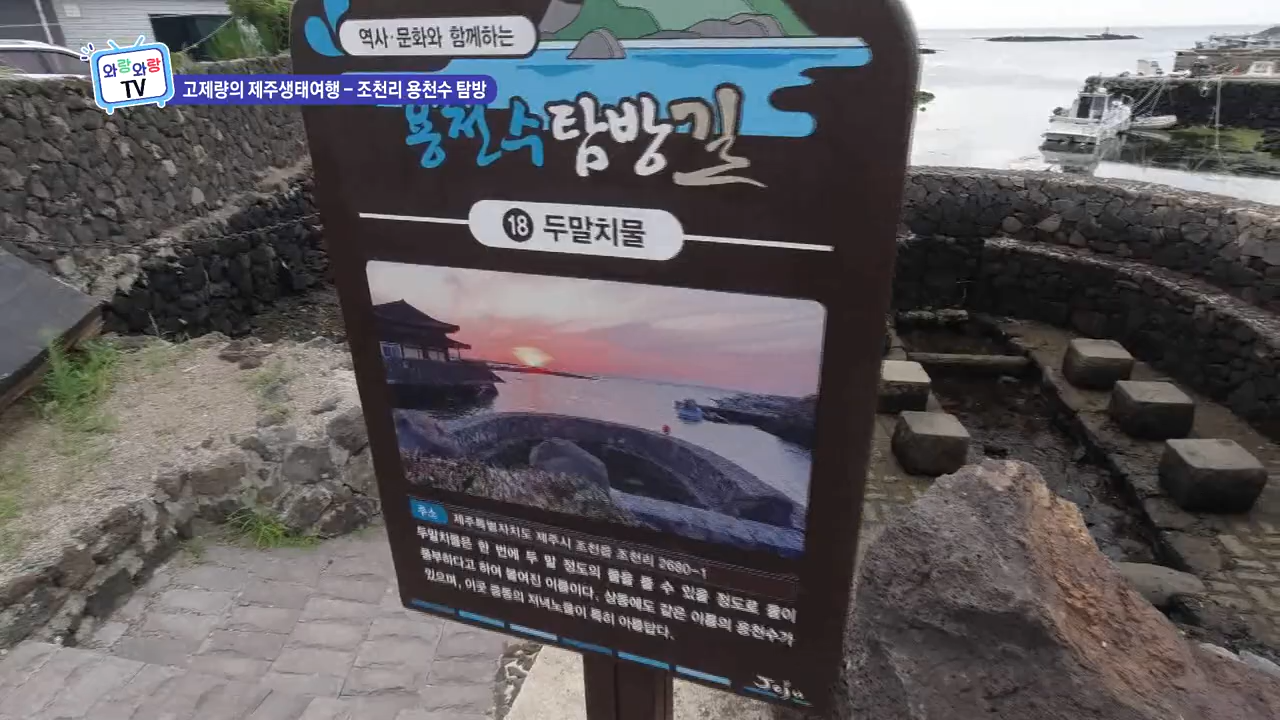 역사·문화와 함께하는
와랑와랑
TV
고제량의 제주생태여행 – 조천리 용천수 탐방
용천수탐방길
18 두말치물
주소 제주특별자치도 제주시 조천읍 조천리 2680-1
두말치물은 한 번에 두 말 정도의 물을 뜰 수 있을 정도로 물이
풍부하다고 하여 붙여진 이름이다. 상동에도 같은 이름의 용천수가
있으며, 이곳 중동의 저녁노을이 특히 아름답다.
Jeju